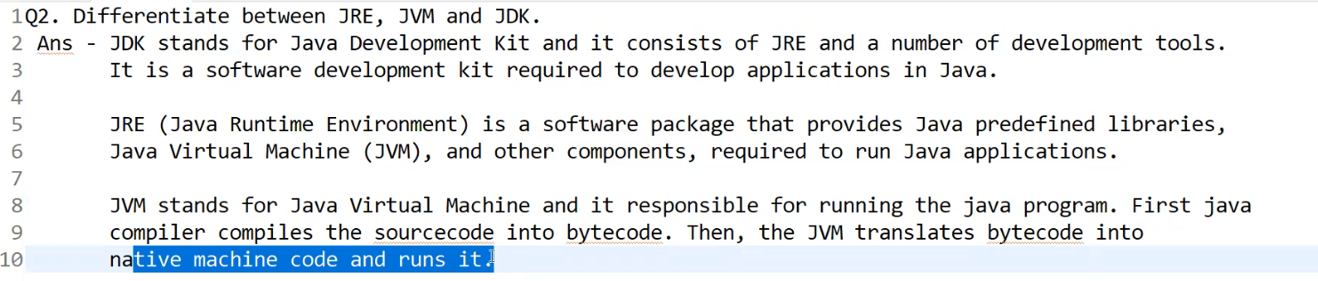 1Q2. Differentiate between JRE, JVM and JDK.
2 Ans - JDK stands for Java Development Kit and it consists of JRE and a number of development tools.
3 It is a software development kit required to develop applications in Java.
4
5 JRE (Java Runtime Environment) is a software package that provides Java predefined libraries,
6 Java Virtual Machine (JVM), and other components, required to run Java applications.
7
8 JVM stands for Java Virtual Machine and it responsible for running the java program. First java
9 compiler compiles the sourcecode into bytecode. Then, the JVM translates bytecode into
10 native machine code and runs it.